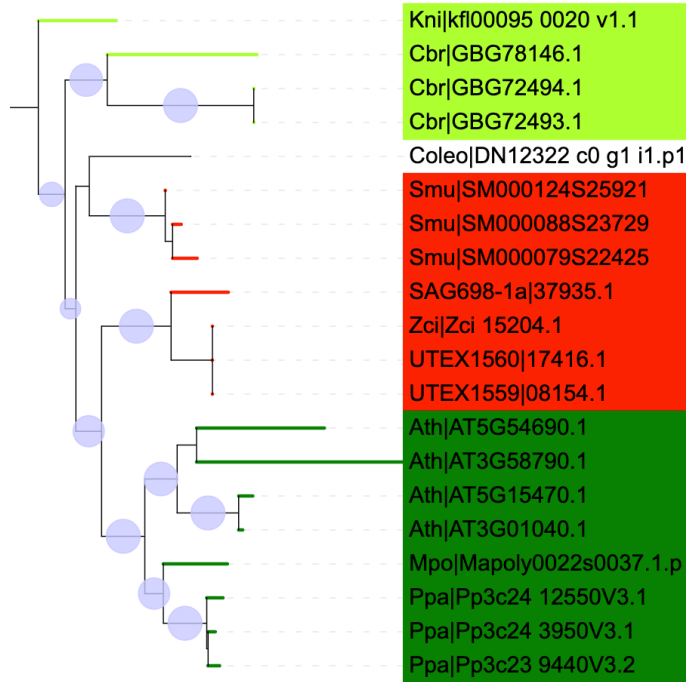 Kni|kfl00095 0020 v1.1
Cbr|GBG78146.1
Cbr|GBG72494.1
Cbr|GBG72493.1
Coleo|DN12322 c0 g1 i1.p1
Smu|SM000124S25921
Smu|SM000088S23729
Smu|SM000079S22425
SAG698-1a|37935.1
Zci|Zci 15204.1
UTEX1560|17416.1
UTEX1559|08154.1
Ath|AT5G54690.1
Ath|AT3G58790.1
Ath|AT5G15470.1
Ath|AT3G01040.1
Mpo|Mapoly0022s0037.1.p
Ppa|Pp3c24 12550V3.1
Ppa|Pp3c24 3950V3.1
Ppa|Pp3c23 9440V3.2